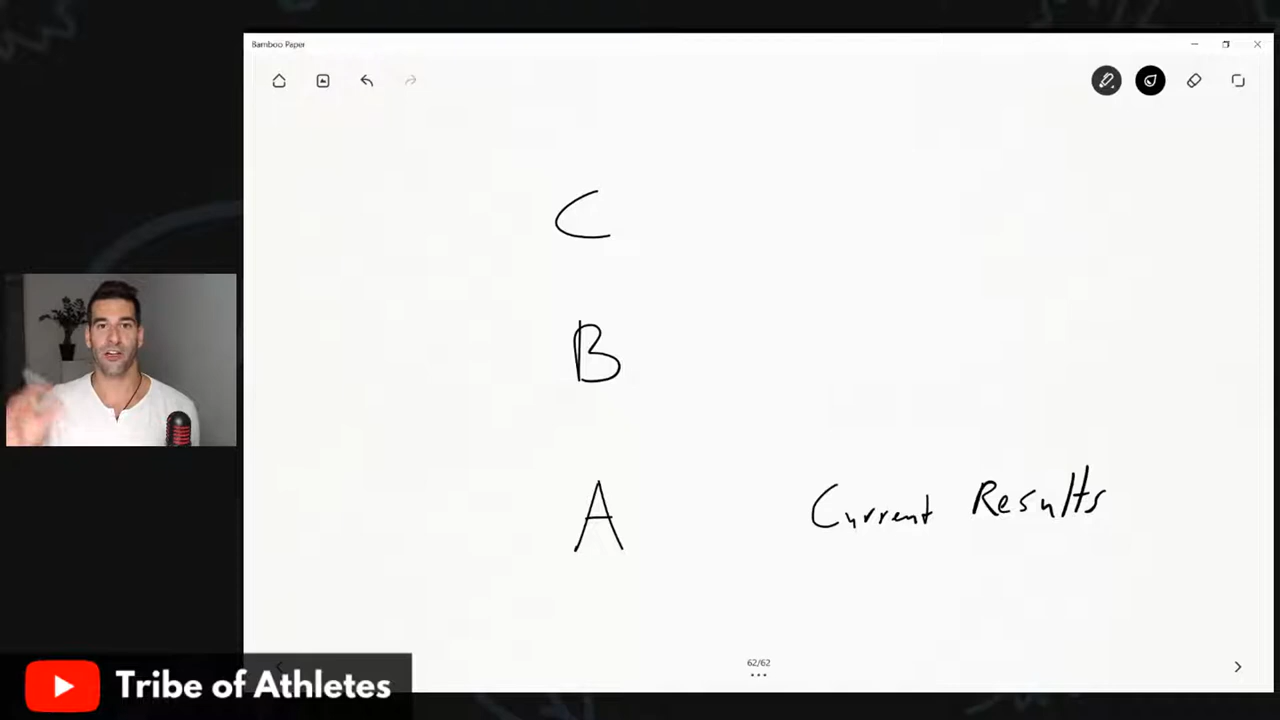 Bamboo Paper
C
B
A
Current Results
62/62
Tribe of Athletes